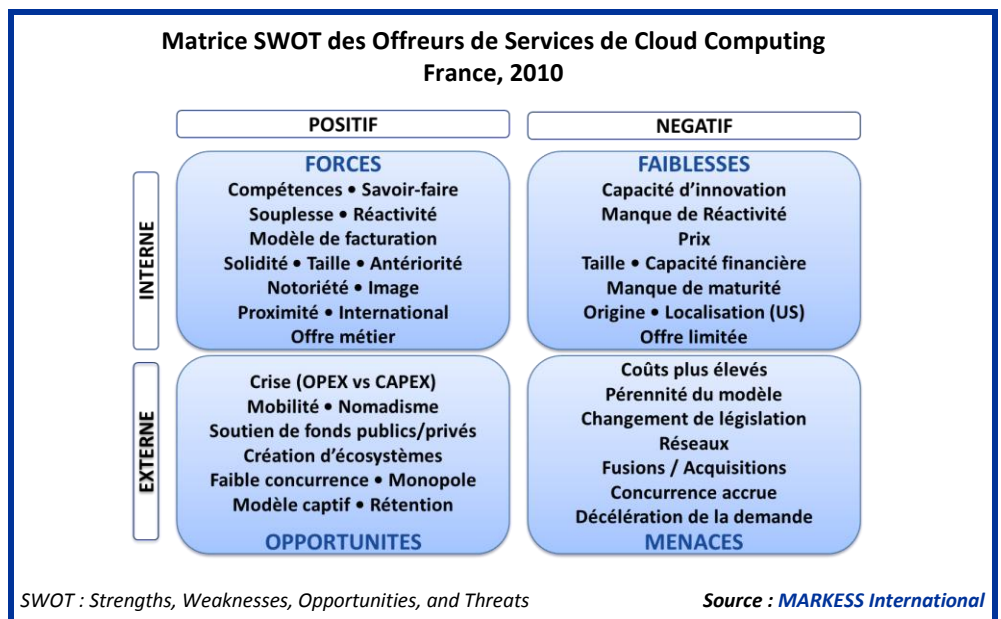 Matrice SWOT des Offreurs de Services de Cloud Computing
France, 2010
POSITIF
NEGATIF
INTERNE
FORCES
Compétences • Savoir-faire
Souplesse • Réactivité
Modèle de facturation
Solidité • Taille • Antériorité
Notoriété • Image
Proximité • International
Offre métier
FAIBLESSES
Capacité d’innovation
Manque de Réactivité
Prix
Taille • Capacité financière
Manque de maturité
Origine • Localisation (US)
Offre limitée
EXTERNE
Crise (OPEX vs CAPEX)
Mobilité • Nomadisme
Soutien de fonds publics/privés
Création d’écosystèmes
Faible concurrence • Monopole
Modèle captif • Rétention
OPPORTUNITES
Coûts plus élevés
Pérennité du modèle
Changement de législation
Réseaux
Fusions / Acquisitions
Concurrence accrue
Décélération de la demande
MENACES
SWOT : Strengths, Weaknesses, Opportunities, and Threats
Source : MARKESS International